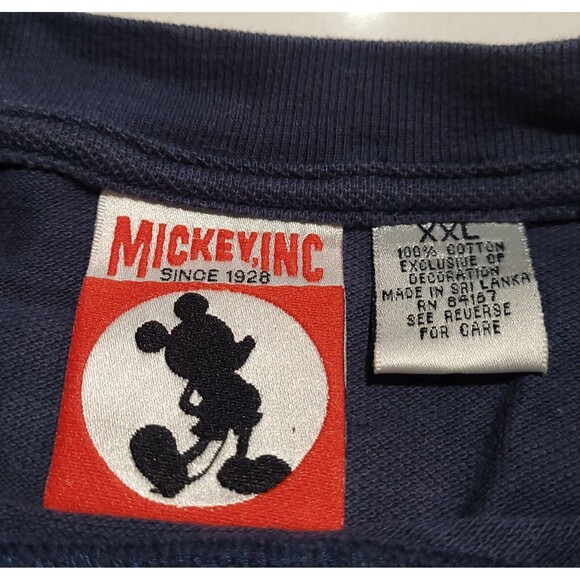 MICKEY, INC
SINCE 1928
XXL
100% COTTON
EXCLUSIVE OF
DECORATION
MADE IN SRI LANKA
RN 84167
SEE REVERSE
FOR CARE